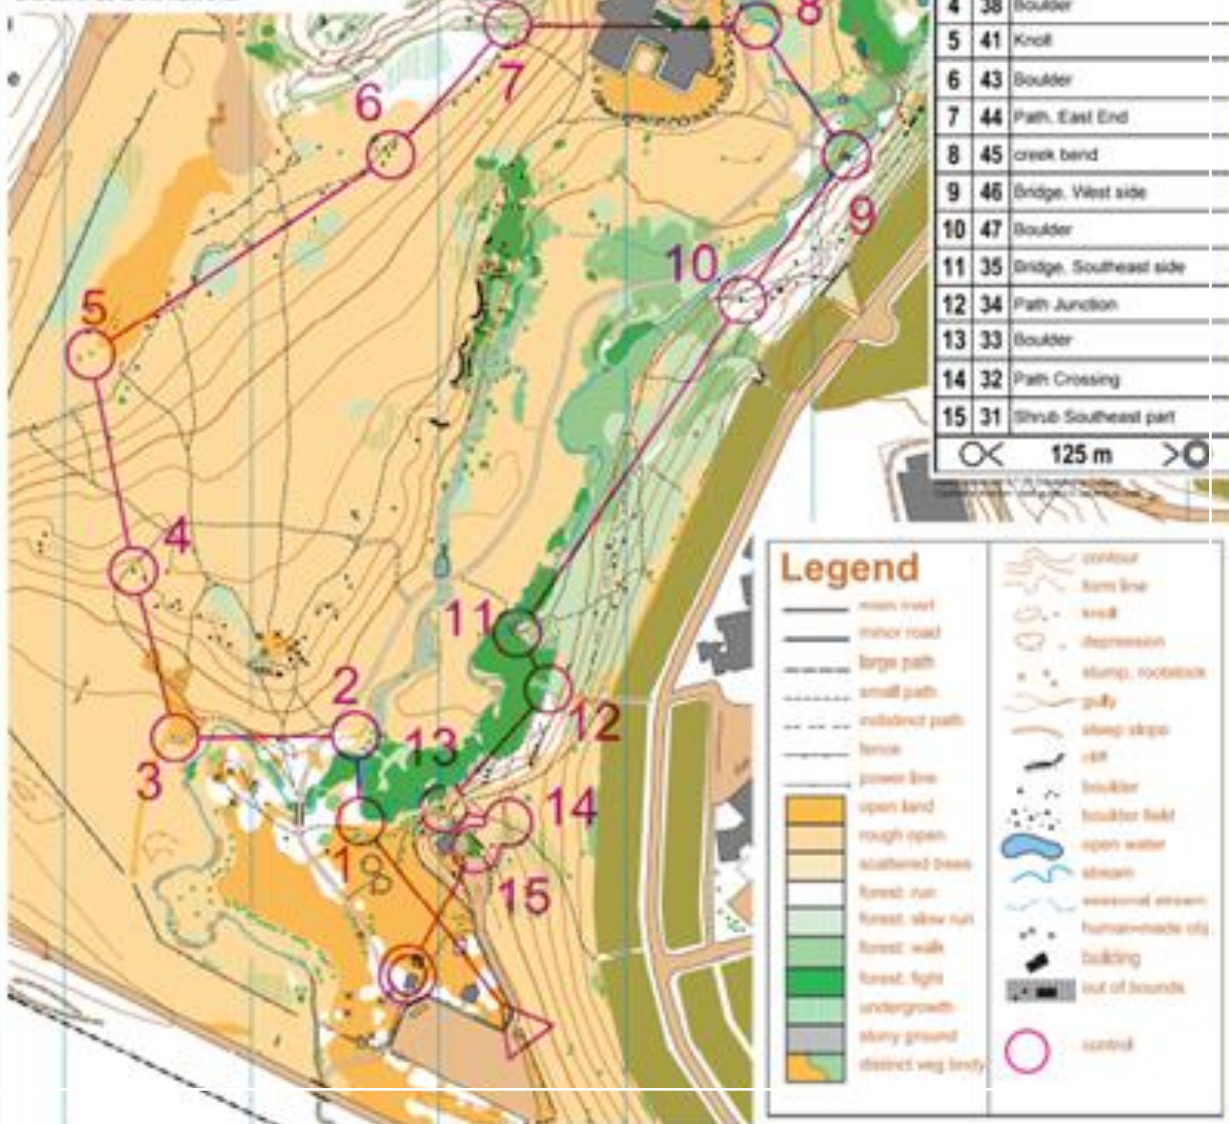 8
7
6
9
10
5
4
11
2
12
13
3
14
1
15
4 38 Boulder
5 41 Knoll
6 43 Boulder
7 44 Path, East End
8 45 creek bend
9 46 Bridge, West side
10 47 Boulder
11 35 Bridge, Southeast side
12 34 Path Junction
13 33 Boulder
14 32 Path Crossing
15 31 Shrub Southeast part
125 m
Legend
main road
minor road
large path
small path
indistinct path
fence
power line
open land
rough open
scattered trees
forest: run
forest: slow run
forest: walk
forest: fight
undergrowth
stony ground
distinct veg bndy
contour
form line
knoll
depression
stump, rootstock
gully
steep slope
cliff
boulder
boulder field
open water
stream
seasonal stream
human-made obj.
building
out of bounds
control